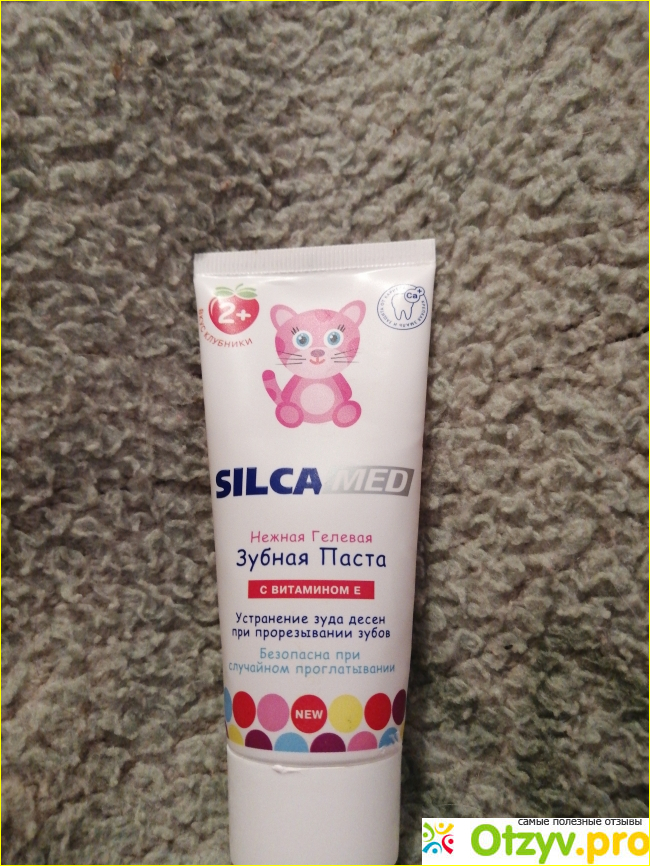 2+
ВКУС КЛУБНИКИ
Ca+
SILCAMED
Нежная Гелевая
Зубная Паста
С ВИТАМИНОМ Е
Устранение зуда десен
при прорезывании зубов
Безопасна при
случайном проглатывании
NEW
самые полезные отзывы
Otzyv.pro